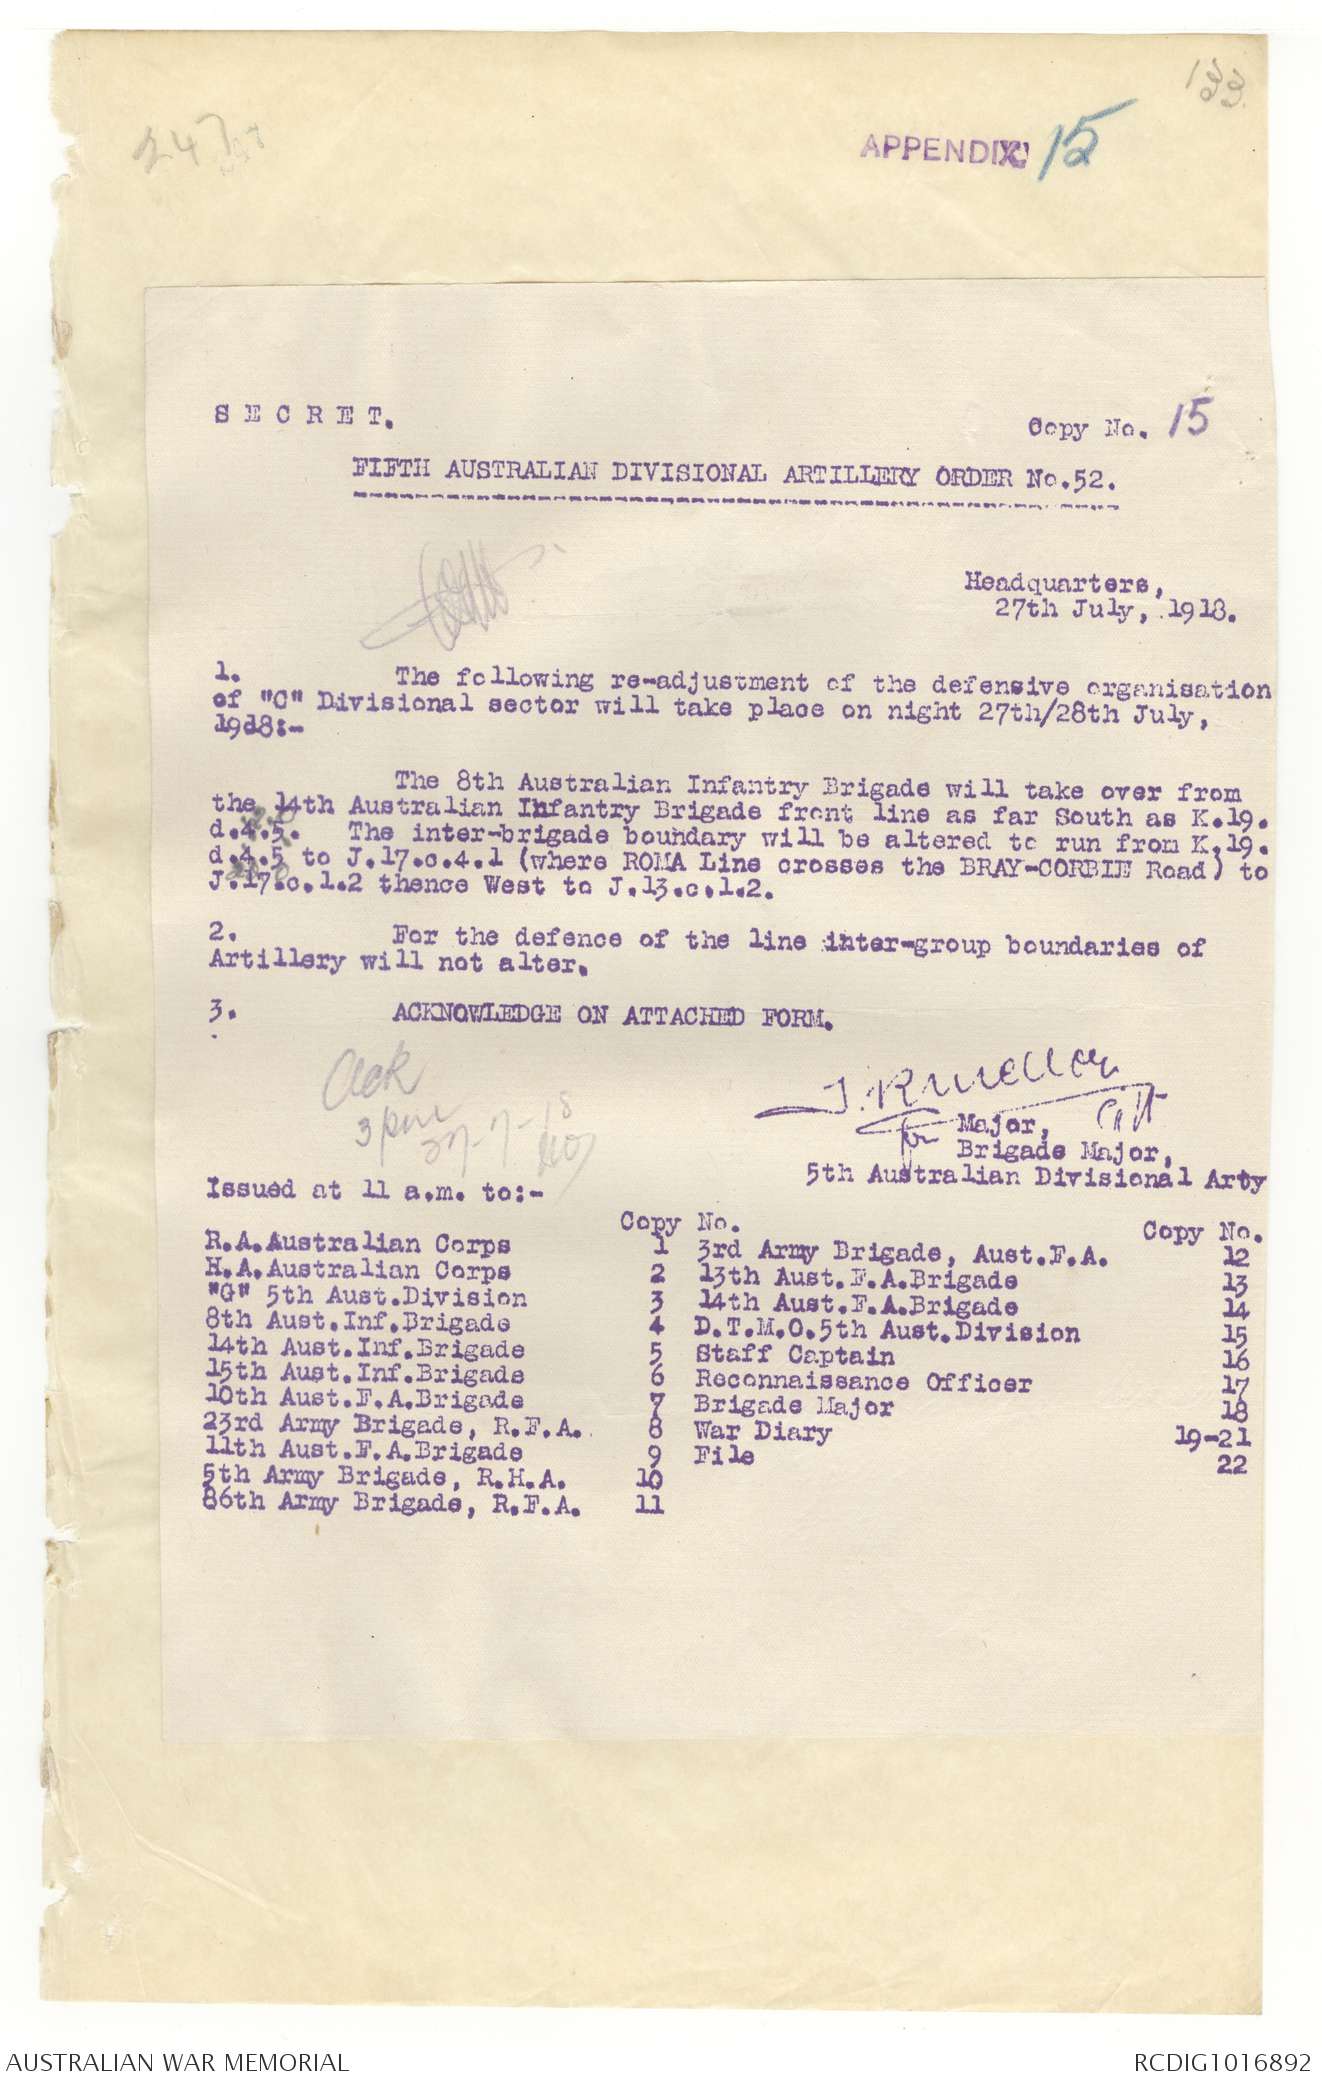 133
247
APPENDIX 15
S E C R E T.
Copy No. 15
FIFTH AUSTRALIAN DIVISIONAL ARTILLERY ORDER No.52.
Headquarters,
27th July, 1918.
1. The following re-adjustment of the defensive organisation
of "C" Divisional sector will take place on night 27th/28th July,
1918:-
The 8th Australian Infantry Brigade will take over from
the 14th Australian Infantry Brigade front line as far South as K.19.
d.4.5. The inter-brigade boundary will be altered to run from K.19.
d.4.5 to J.17.c.4.1 (where ROMA Line crosses the BRAY-CORBIE Road) to
J.17.c.1.2 thence West to J.13.c.1.2.
2. For the defence of the line inter-group boundaries of
Artillery will not alter.
3. ACKNOWLEDGE ON ATTACHED FORM.
Ack
3 pm
27-7-18
for Major,
Brigade Major,
5th Australian Divisional Arty
Issued at 11 a.m. to:-
Copy No. Copy No.
R.A.Australian Corps 1 3rd Army Brigade, Aust.F.A. 12
H.A.Australian Corps 2 13th Aust.F.A.Brigade 13
"G" 5th Aust.Division 3 14th Aust.F.A.Brigade 14
8th Aust.Inf.Brigade 4 D.T.M.O.5th Aust.Division 15
14th Aust.Inf.Brigade 5 Staff Captain 16
15th Aust.Inf.Brigade 6 Reconnaissance Officer 17
10th Aust.F.A.Brigade 7 Brigade Major 18
23rd Army Brigade, R.F.A. 8 War Diary 19-21
11th Aust.F.A.Brigade 9 File 22
5th Army Brigade, R.H.A. 10
86th Army Brigade, R.F.A. 11
AUSTRALIAN WAR MEMORIAL
RCDIG1016892